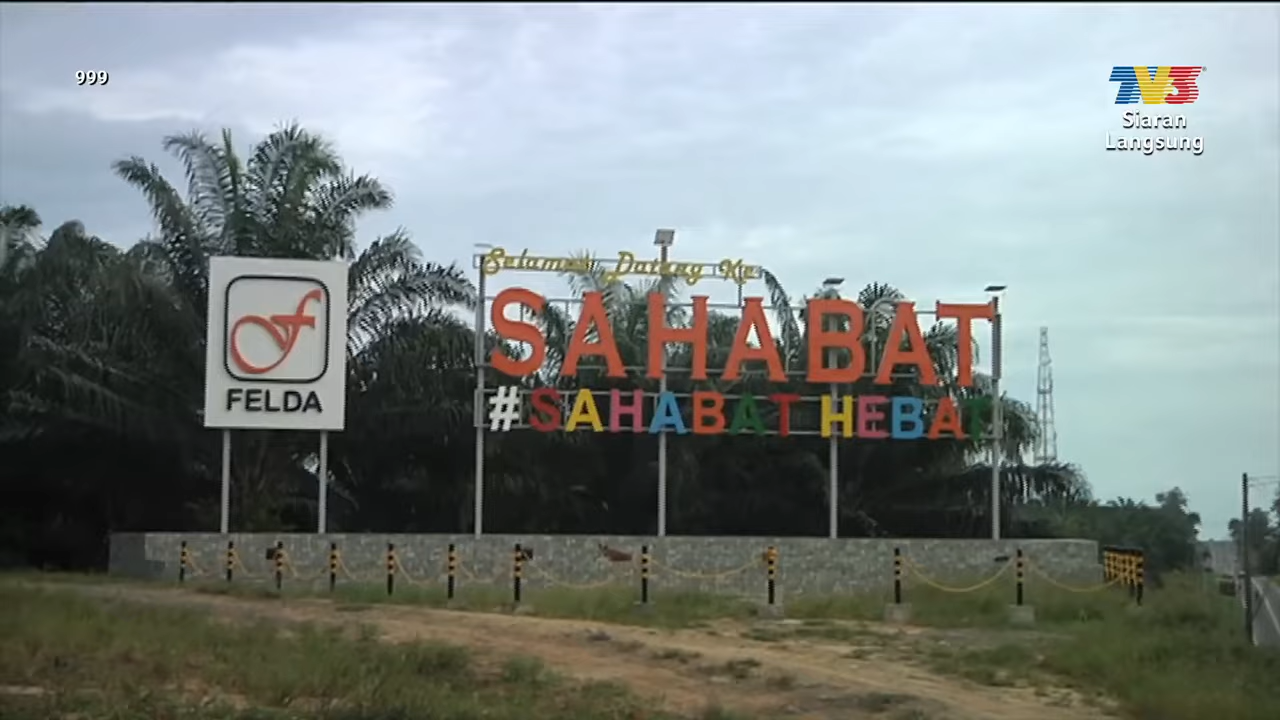 999
TV3
Siaran
Langsung
FELDA
Selamat Datang Ke
SAHABAT
#SAHABAT HEBAT